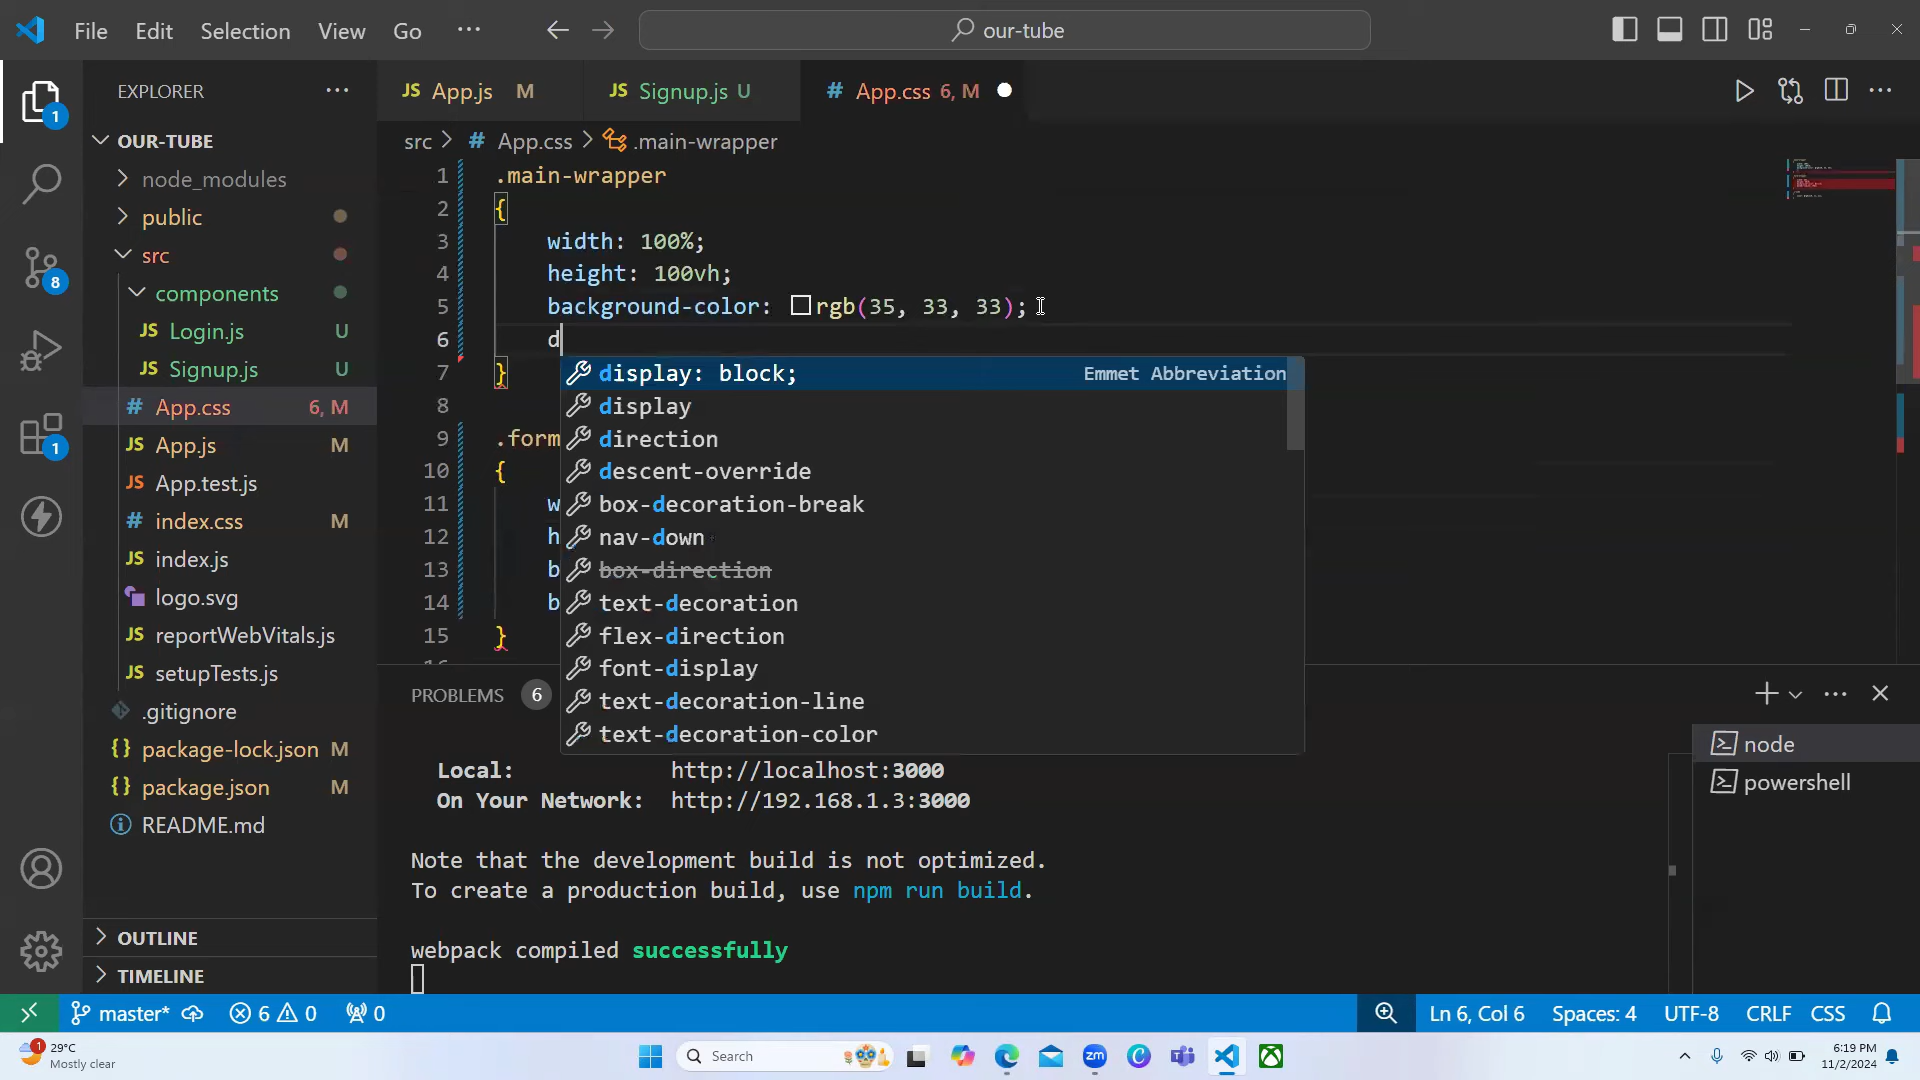 File Edit Selection View Go ··· our-tube
EXPLORER ···
JS App.js M JS Signup.js U # App.css 6, M
OUR-TUBE
src > # App.css > .main-wrapper
node_modules
public
src
components
JS Login.js U
JS Signup.js U
# App.css 6, M
JS App.js M
JS App.test.js
# index.css M
JS index.js
logo.svg
JS reportWebVitals.js
JS setupTests.js
.gitignore
{} package-lock.json M
{} package.json M
README.md
OUTLINE
TIMELINE
1
8
1
1 .main-wrapper
2 {
3 width: 100%;
4 height: 100vh;
5 background-color: rgb(35, 33, 33);
6 d
7 }
8
9 .form
10 {
11 w
12 h
13 b
14 b
15 }
display: block; Emmet Abbreviation
display
direction
descent-override
box-decoration-break
nav-down
box-direction
text-decoration
flex-direction
font-display
text-decoration-line
text-decoration-color
PROBLEMS 6
Local: http://localhost:3000
On Your Network: http://192.168.1.3:3000
Note that the development build is not optimized.
To create a production build, use npm run build.
webpack compiled successfully
node
powershell
master* 6 0 0 Ln 6, Col 6 Spaces: 4 UTF-8 CRLF CSS
1
29°C
Mostly clear
Search
zm
6:19 PM
11/2/2024